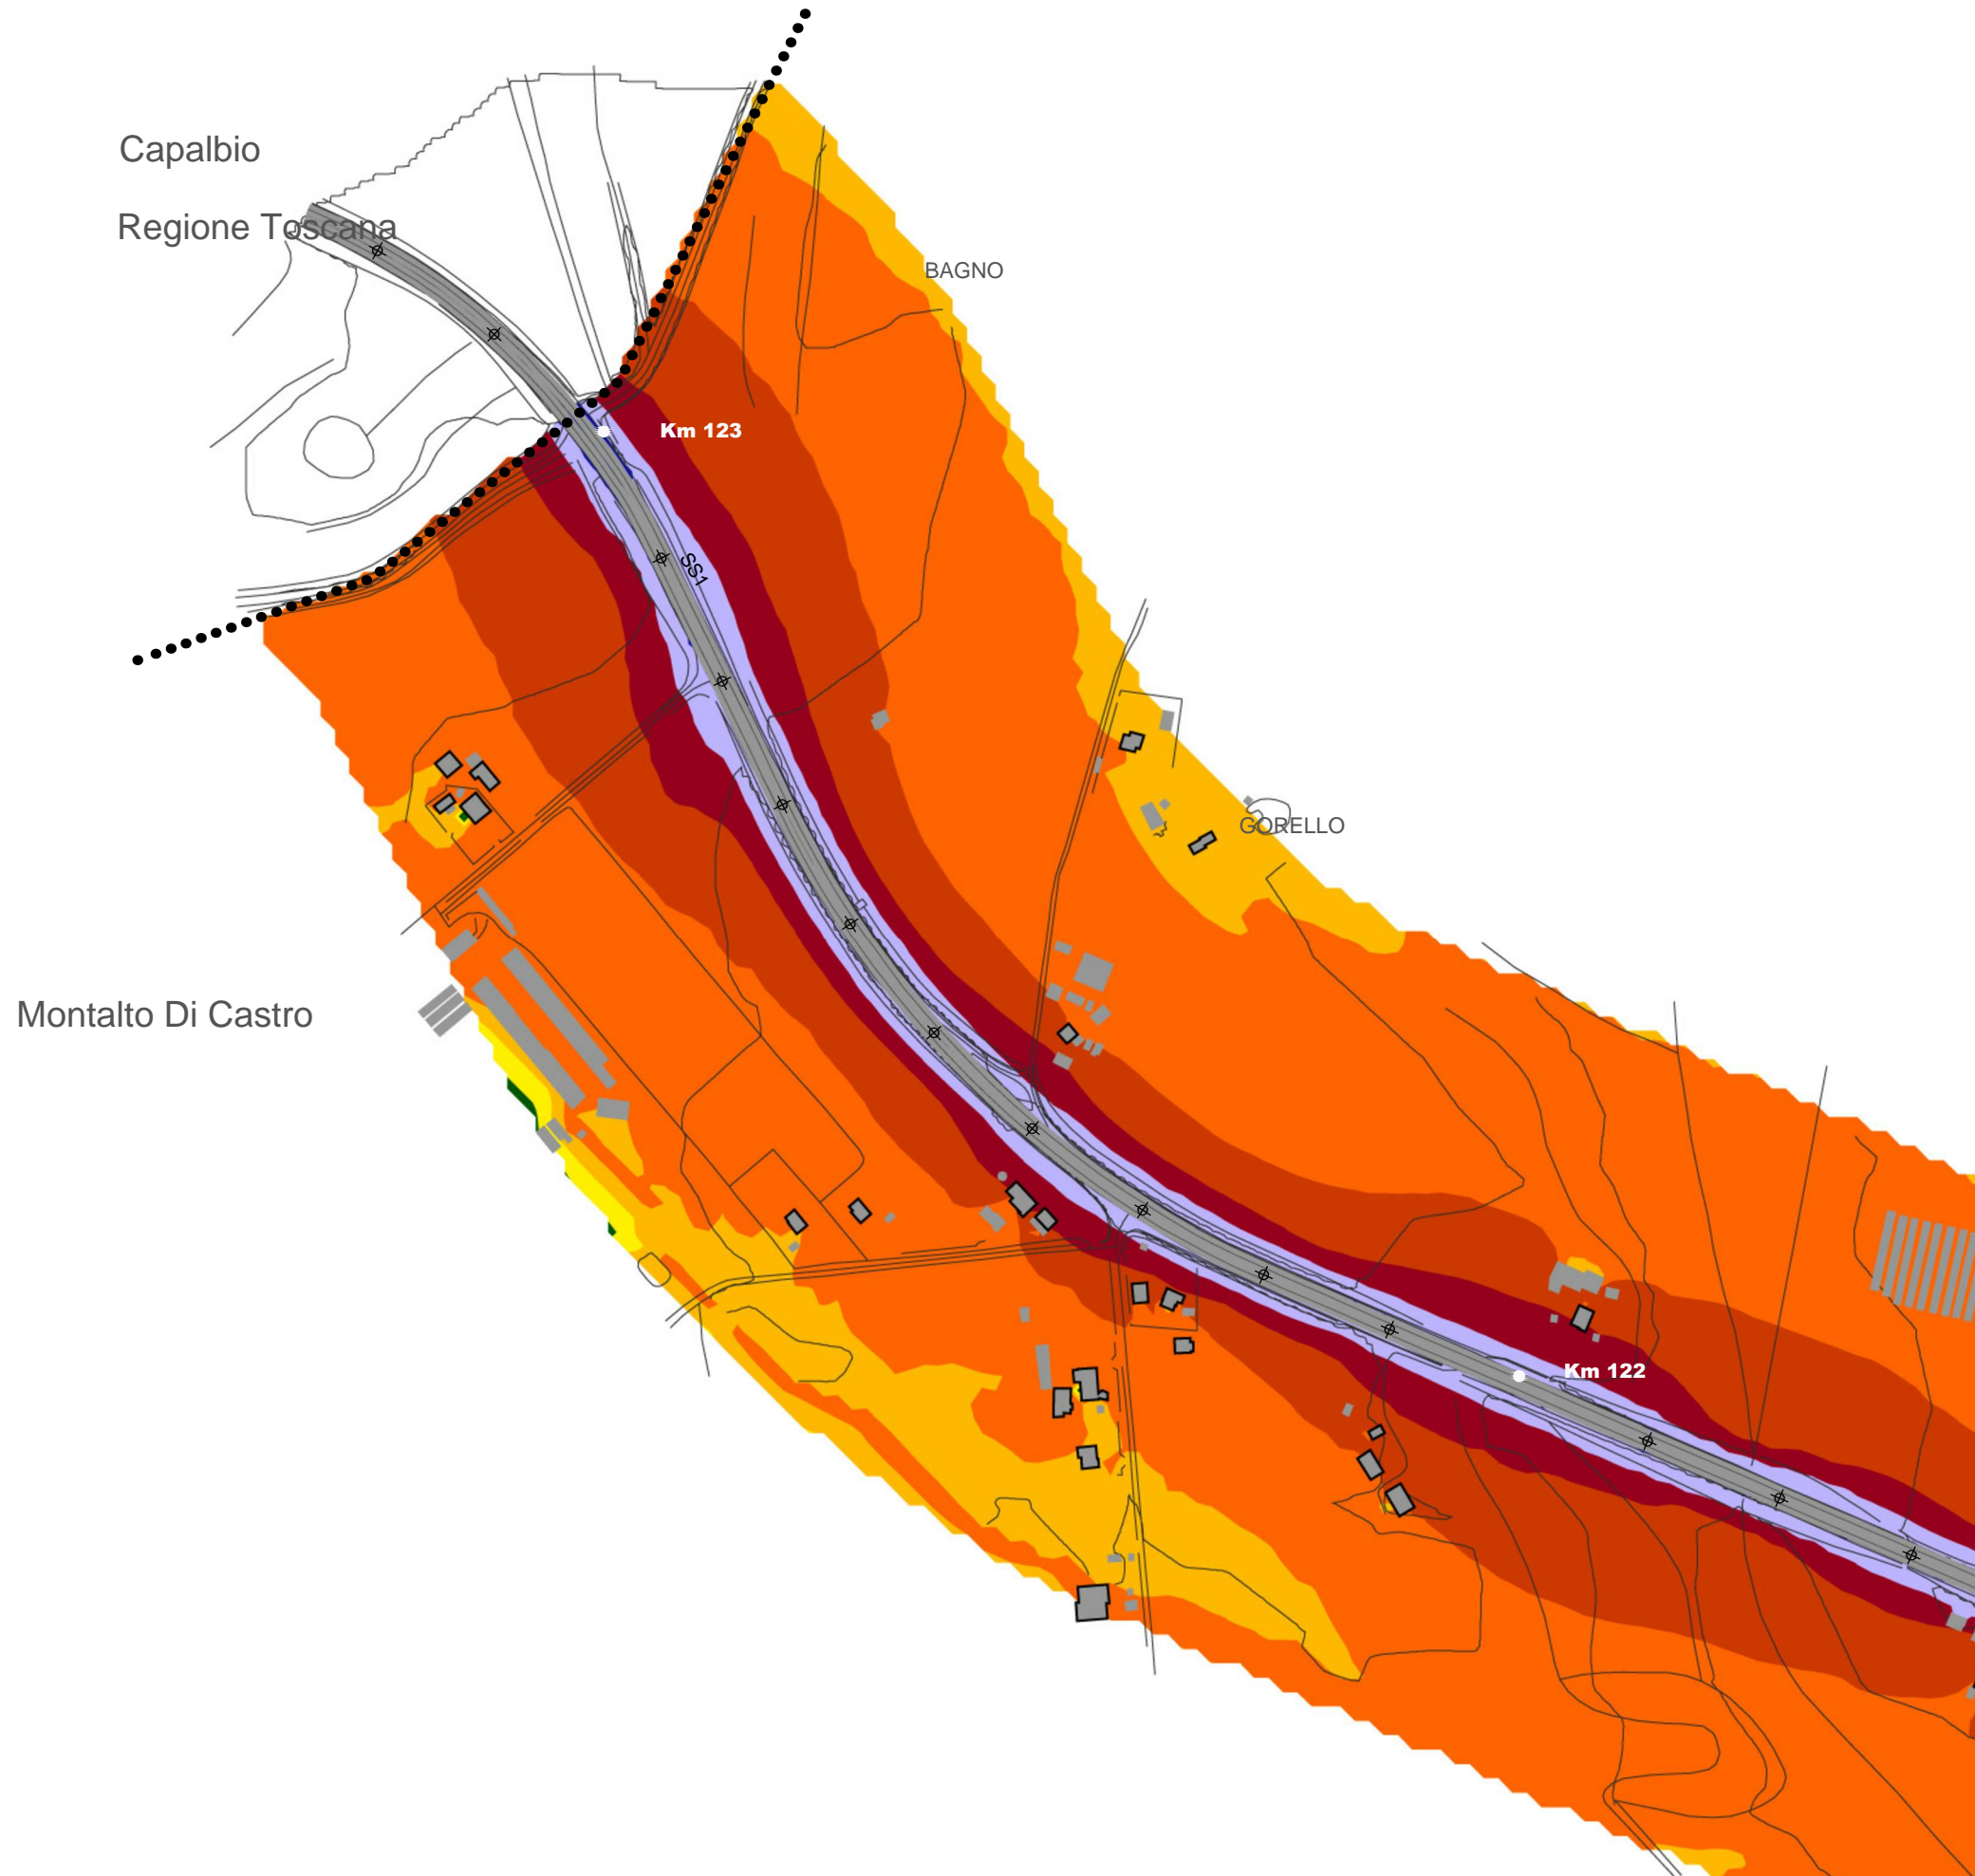 Capalbio
Regione Toscana
BAGNO
Km 123
SS1
GORELLO
Montalto Di Castro
Km 122